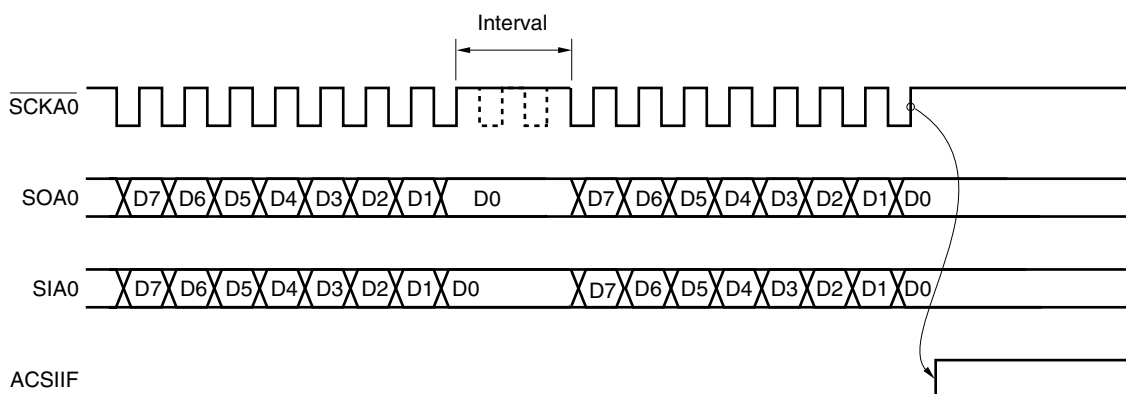 Interval
SCKA0
SOA0 D7 D6 D5 D4 D3 D2 D1 D0 D7 D6 D5 D4 D3 D2 D1 D0
SIA0 D7 D6 D5 D4 D3 D2 D1 D0 D7 D6 D5 D4 D3 D2 D1 D0
ACSIIF